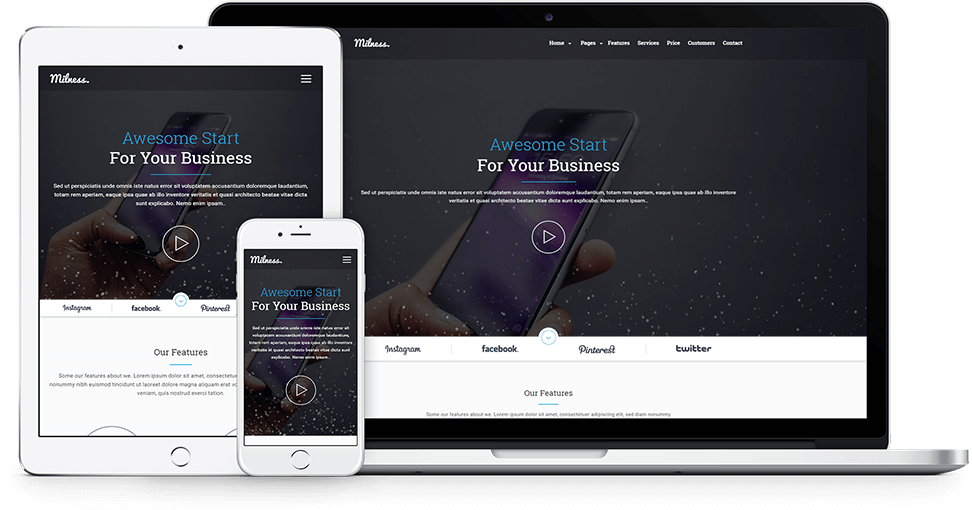 Milness.
Awesome Start
For Your Business
Sed ut perspiciatis unde omnis iste natus error sit voluptatem accusantium doloremque laudantium,
totam rem aperiam, eaque ipsa quae ab illo inventore veritatis et quasi architecto beatae vitae dicta
sunt explicabo. Nemo enim ipsam..
Instagram
facebook.
Pinterest
Our Features
Some our features about we. Lorem ipsum dolor sit amet, consectetuer
nonummy nibh euismod tincidunt ut laoreet dolore magna aliquam erat
veniam, quis nostrud exerci tation.
Milness.
Awesome Start
For Your Business
Sed ut perspiciatis unde omnis iste natus error sit
voluptatem accusantium doloremque laudantium,
totam rem aperiam, eaque ipsa quae ab illo inventore
veritatis et quasi architecto beatae vitae dicta sunt
explicabo. Nemo enim ipsam..
Milness.
Home Pages Features Services Price Customers Contact
Awesome Start
For Your Business
Sed ut perspiciatis unde omnis iste natus error sit voluptatem accusantium doloremque laudantium, totam rem aperiam, eaque ipsa quae ab illo inventore
veritatis et quasi architecto beatae vitae dicta sunt explicabo. Nemo enim ipsam..
Instagram
facebook.
Pinterest
twitter
Our Features
Some our features about we. Lorem ipsum dolor sit amet, consectetuer adipiscing elit, sed diam nonummy